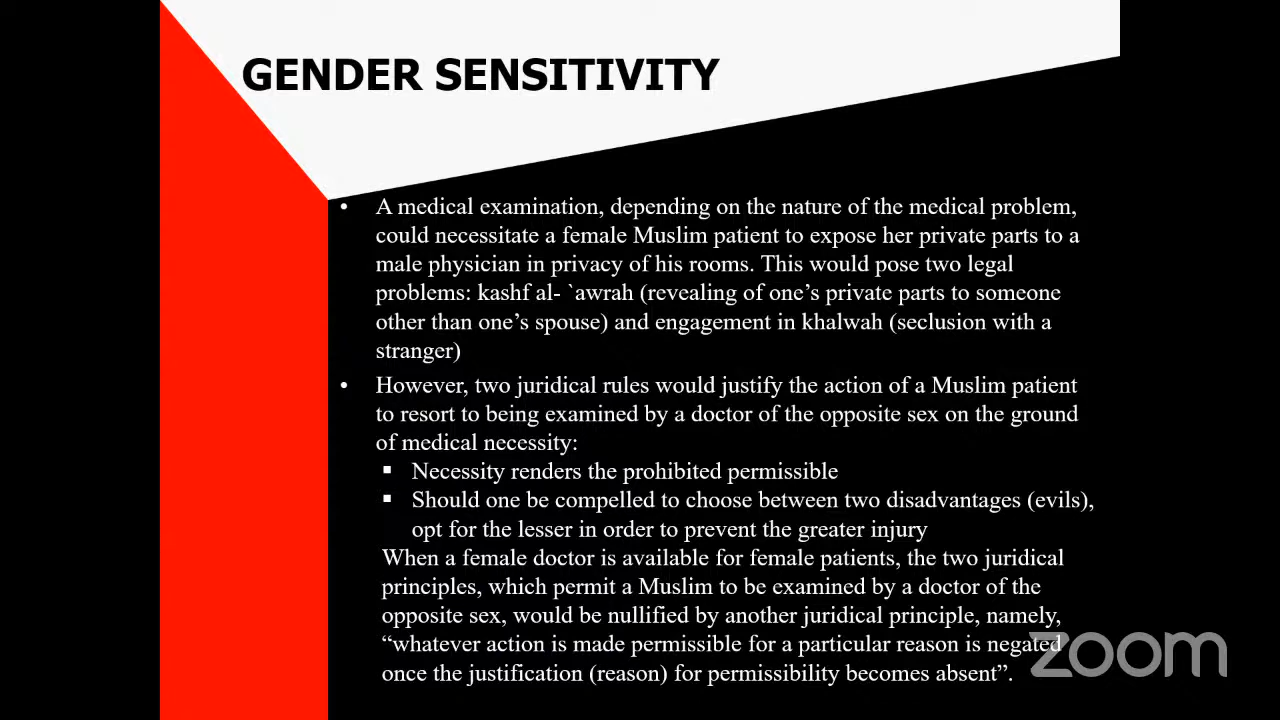 GENDER SENSITIVITY
• A medical examination, depending on the nature of the medical problem,
could necessitate a female Muslim patient to expose her private parts to a
male physician in privacy of his rooms. This would pose two legal
problems: kashf al- `awrah (revealing of one’s private parts to someone
other than one’s spouse) and engagement in khalwah (seclusion with a
stranger)
• However, two juridical rules would justify the action of a Muslim patient
to resort to being examined by a doctor of the opposite sex on the ground
of medical necessity:
▪ Necessity renders the prohibited permissible
▪ Should one be compelled to choose between two disadvantages (evils),
opt for the lesser in order to prevent the greater injury
When a female doctor is available for female patients, the two juridical
principles, which permit a Muslim to be examined by a doctor of the
opposite sex, would be nullified by another juridical principle, namely,
“whatever action is made permissible for a particular reason is negated
once the justification (reason) for permissibility becomes absent”.
zoom